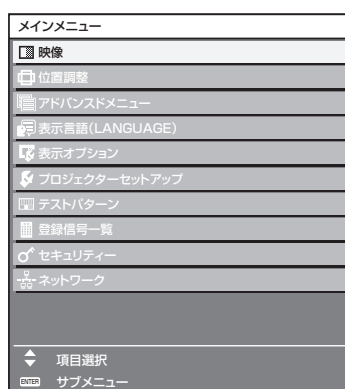 メインメニュー
映像
位置調整
アドバンスドメニュー
表示言語(LANGUAGE)
表示オプション
プロジェクターセットアップ
テストパターン
登録信号一覧
セキュリティー
ネットワーク
項目選択
ENTER サブメニュー